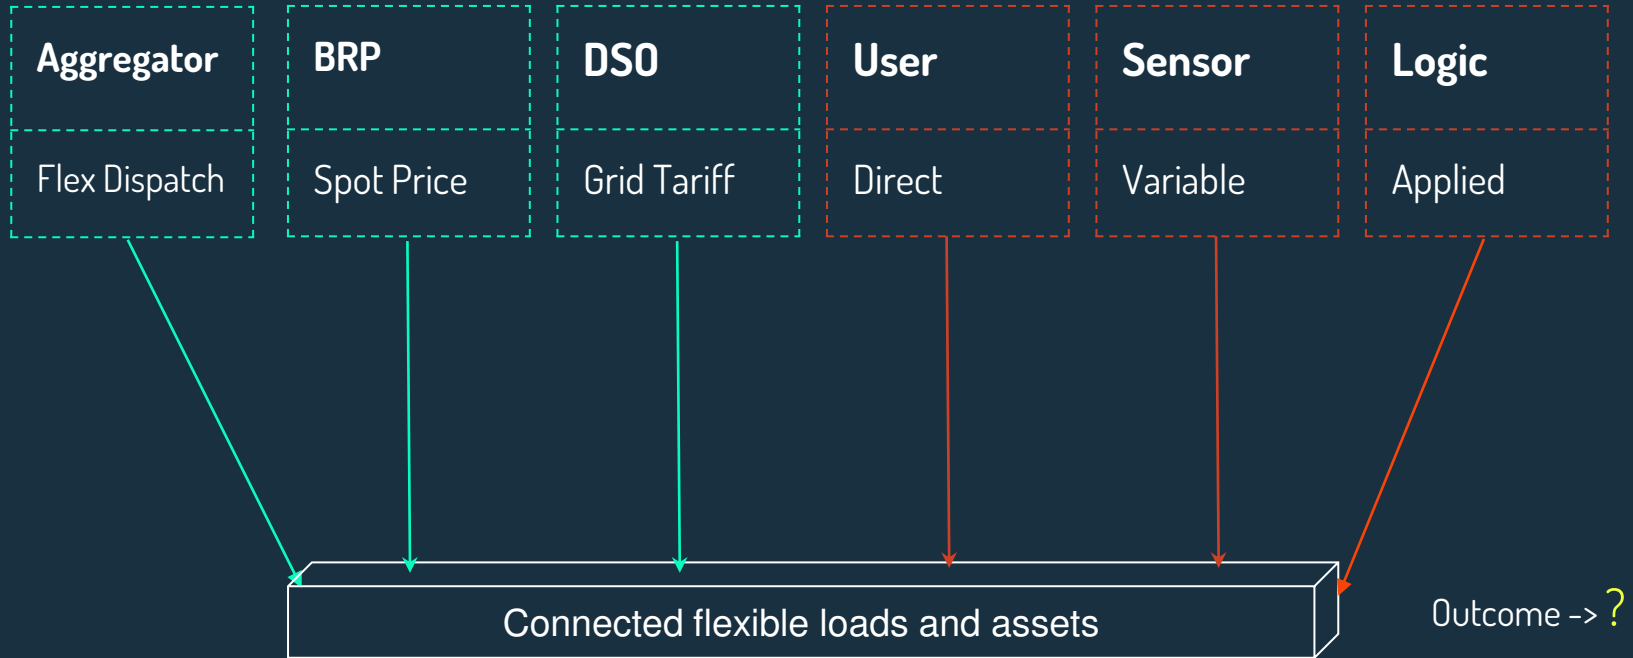 Aggregator
BRP
DSO
User
Sensor
Logic
Flex Dispatch
Spot Price
Grid Tariff
Direct
Variable
Applied
Connected flexible loads and assets
Outcome -> ?